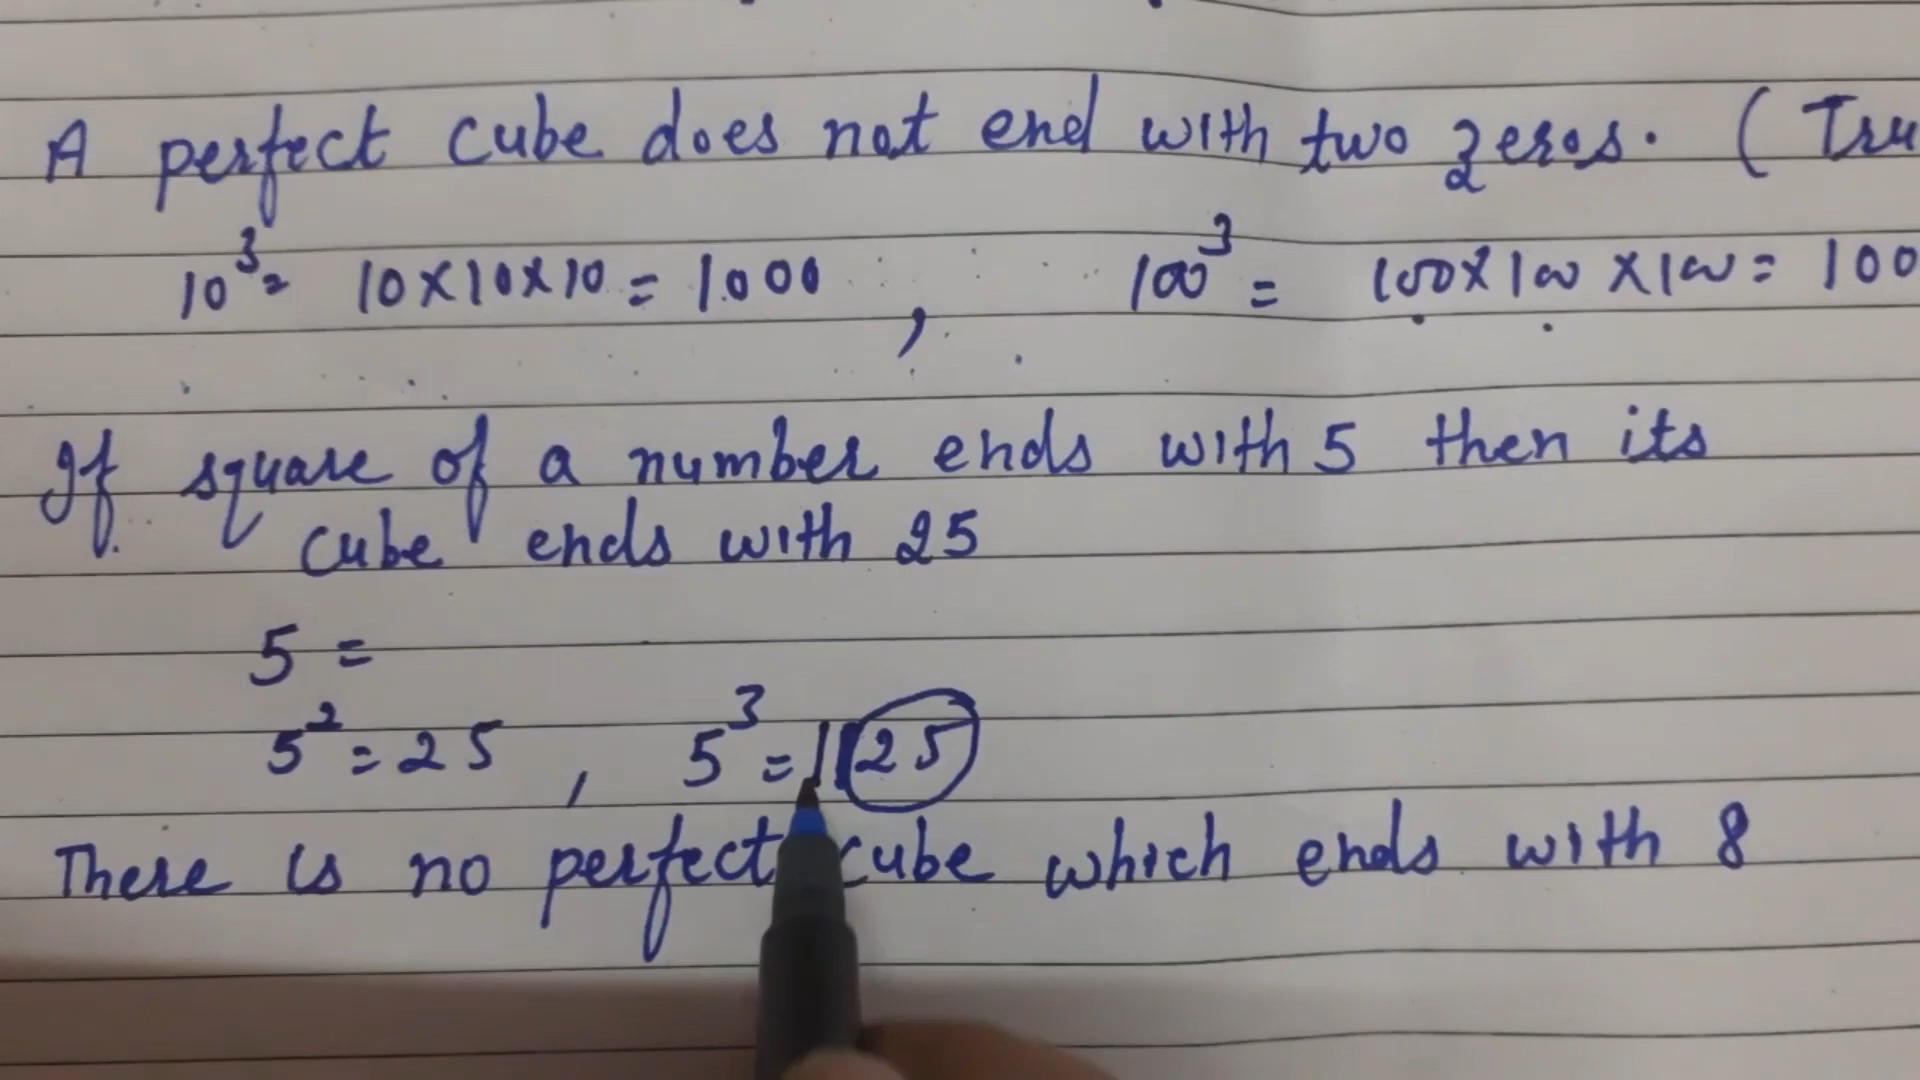 A perfect cube does not end with two zeros. ( Tru
10³ = 10×10×10 = 1000 , 100³ = 100×100×100 = 100
If square of a number ends with 5 then its
cube ends with 25
5 =
5² = 25 , 5³ = 125
There is no perfect cube which ends with 8